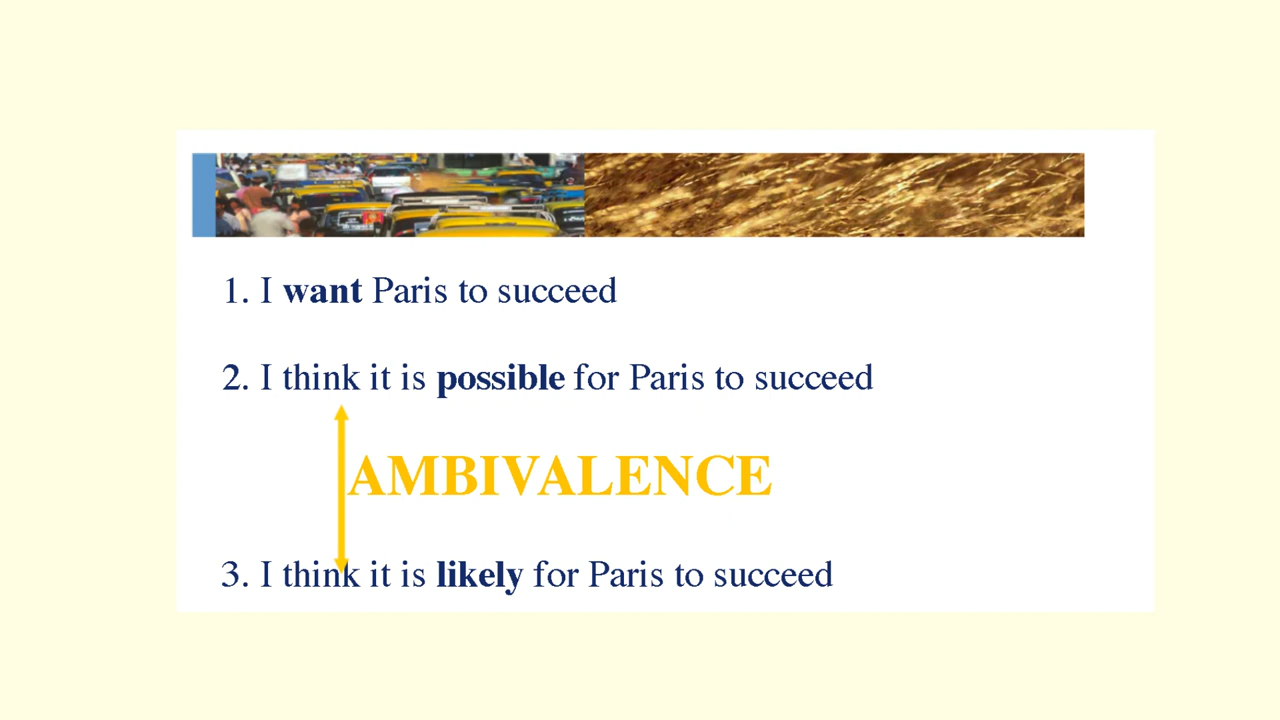 1. I want Paris to succeed
2. I think it is possible for Paris to succeed
AMBIVALENCE
3. I think it is likely for Paris to succeed